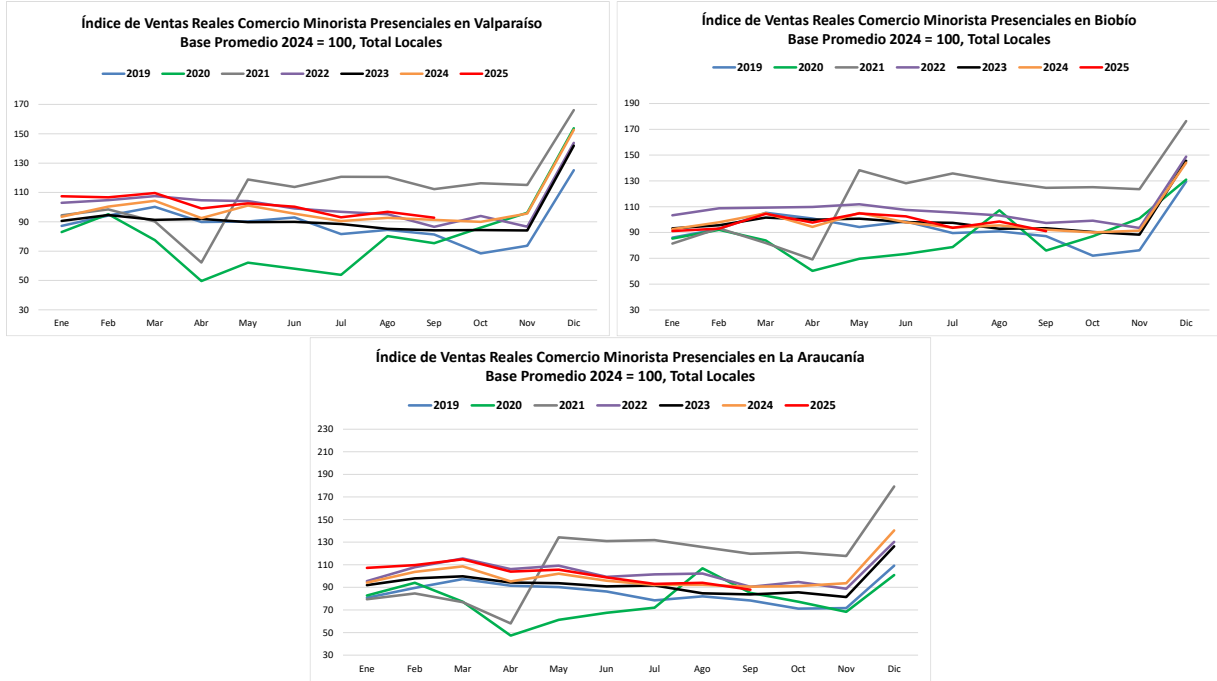 Índice de Ventas Reales Comercio Minorista Presenciales en Valparaíso
Base Promedio 2024 = 100, Total Locales
2019 2020 2021 2022 2023 2024 2025
170
150
130
110
90
70
50
30
Ene Feb Mar Abr May Jun Jul Ago Sep Oct Nov Dic
Índice de Ventas Reales Comercio Minorista Presenciales en Biobío
Base Promedio 2024 = 100, Total Locales
2019 2020 2021 2022 2023 2024 2025
190
170
150
130
110
90
70
50
30
Ene Feb Mar Abr May Jun Jul Ago Sep Oct Nov Dic
Índice de Ventas Reales Comercio Minorista Presenciales en La Araucanía
Base Promedio 2024 = 100, Total Locales
2019 2020 2021 2022 2023 2024 2025
230
210
190
170
150
130
110
90
70
50
30
Ene Feb Mar Abr May Jun Jul Ago Sep Oct Nov Dic